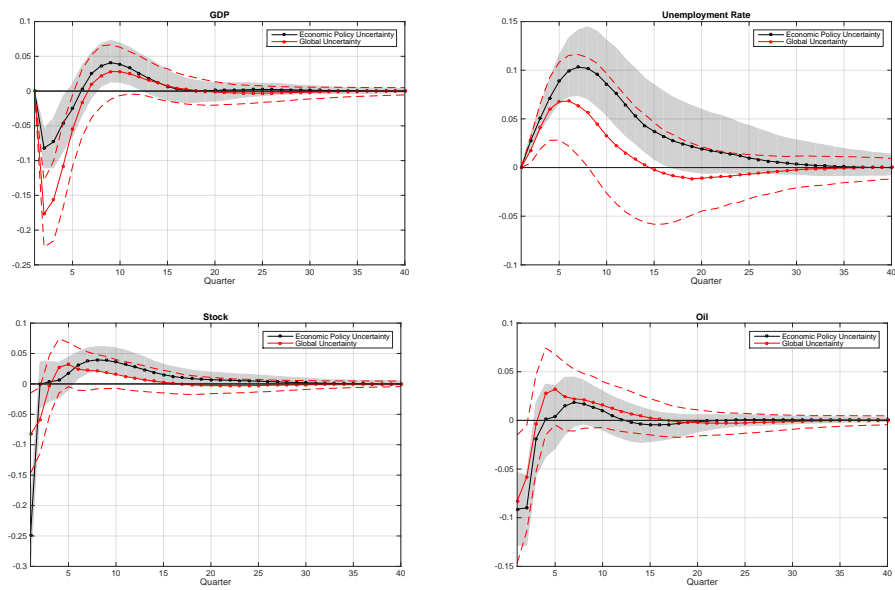 GDP
0.1
0.05
0
-0.05
-0.1
-0.15
-0.2
-0.25
5 10 15 20 25 30 35 40
Quarter
Economic Policy Uncertainty
Global Uncertainty
Unemployment Rate
0.15
0.1
0.05
0
-0.05
-0.1
5 10 15 20 25 30 35 40
Quarter
Economic Policy Uncertainty
Global Uncertainty
Stock
0.1
0.05
0
-0.05
-0.1
-0.15
-0.2
-0.25
-0.3
5 10 15 20 25 30 35 40
Quarter
Economic Policy Uncertainty
Global Uncertainty
Oil
0.1
0.05
0
-0.05
-0.1
-0.15
5 10 15 20 25 30 35 40
Quarter
Economic Policy Uncertainty
Global Uncertainty